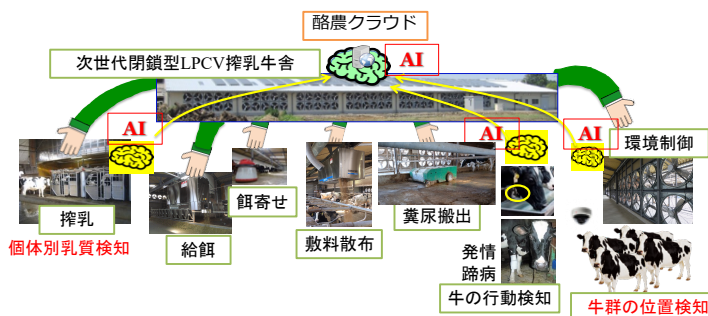 酪農クラウド
次世代閉鎖型LPCV搾乳牛舎
AI
AI
AI
AI
環境制御
搾乳
個体別乳質検知
給餌
餌寄せ
敷料散布
糞尿搬出
発情
蹄病
牛の行動検知
牛群の位置検知